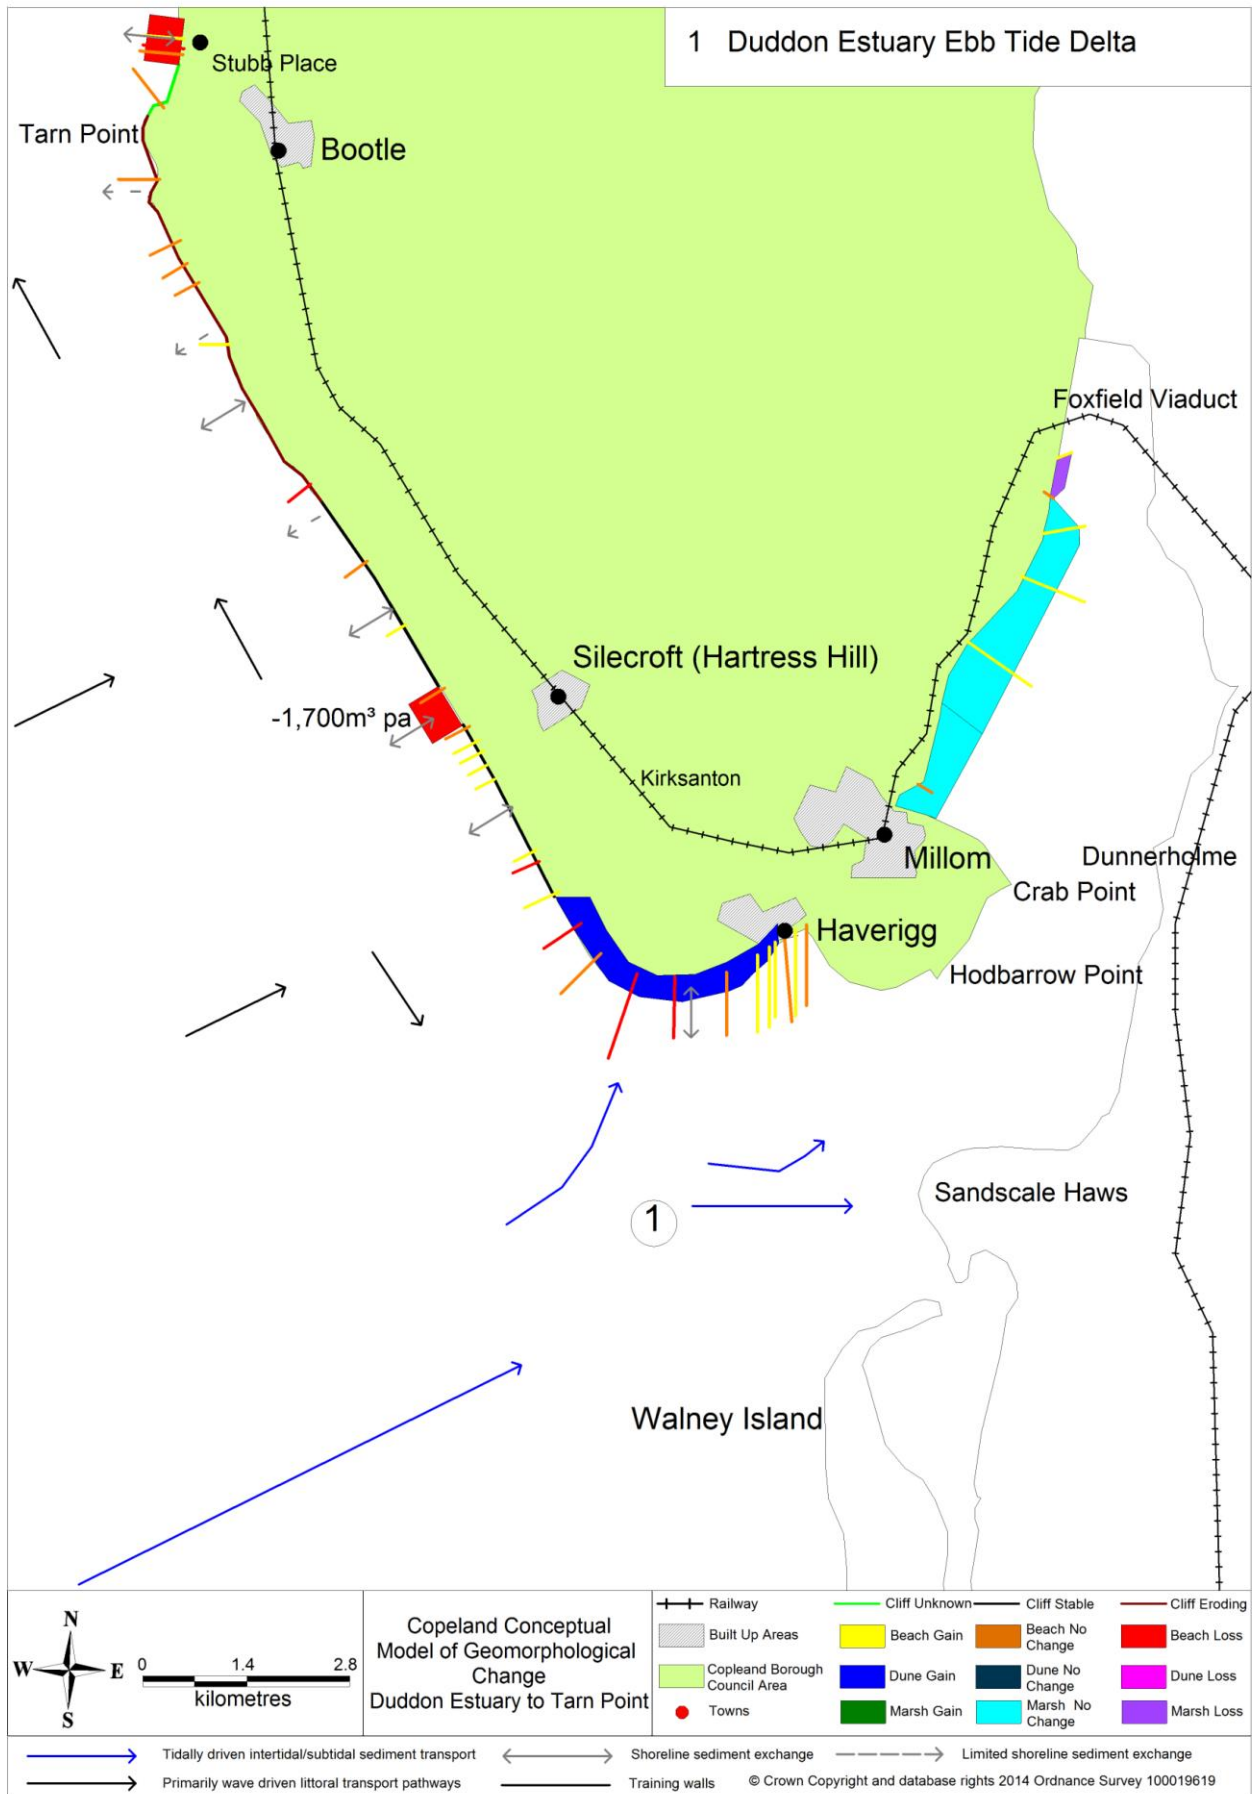 1 Duddon Estuary Ebb Tide Delta
Stubb Place
Tarn Point
Bootle
Foxfield Viaduct
Silecroft (Hartress Hill)
-1,700m³ pa
Kirksanton
Millom
Dunnerholme
Crab Point
Haverigg
Hodbarrow Point
Sandscale Haws
1
Walney Island
N
W E
S
0 1.4 2.8
kilometres
Copeland Conceptual
Model of Geomorphological
Change
Duddon Estuary to Tarn Point
Railway
Cliff Unknown
Cliff Stable
Cliff Eroding
Built Up Areas
Beach Gain
Beach No
Change
Beach Loss
Copleand Borough
Council Area
Dune Gain
Dune No
Change
Dune Loss
Towns
Marsh Gain
Marsh No
Change
Marsh Loss
Tidally driven intertidal/subtidal sediment transport
Shoreline sediment exchange
Limited shoreline sediment exchange
Primarily wave driven littoral transport pathways
Training walls
© Crown Copyright and database rights 2014 Ordnance Survey 100019619